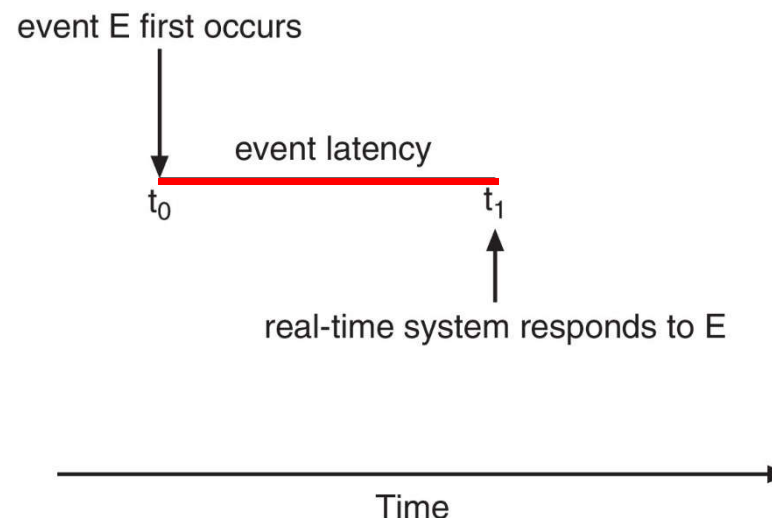 event E first occurs
event latency
t₀
t₁
real-time system responds to E
Time